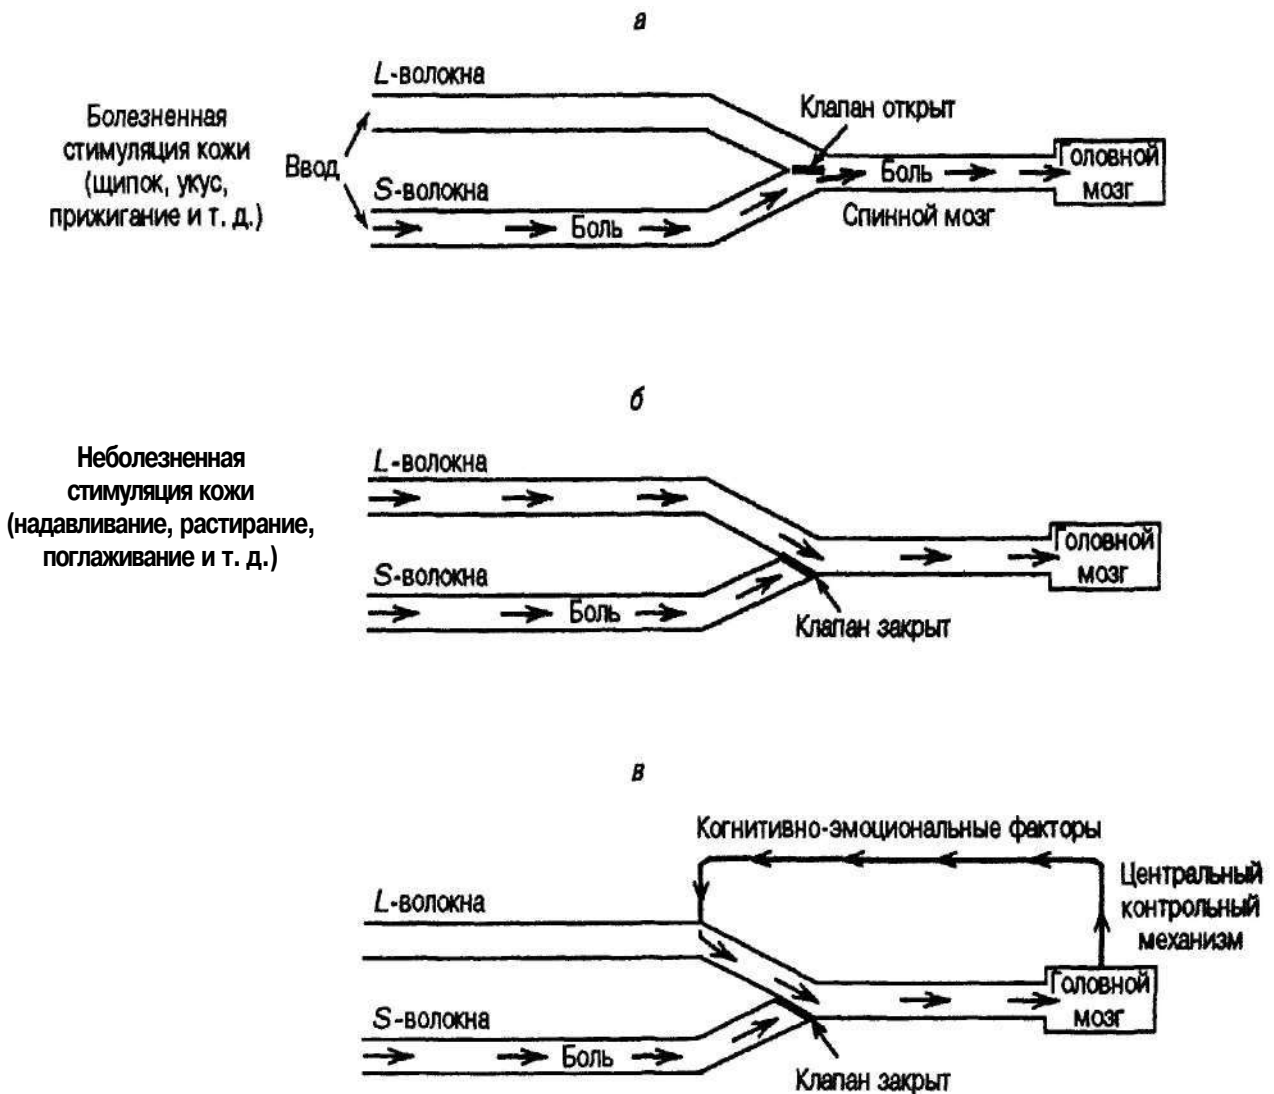 а
L-волокна
Клапан открыт
Болезненная
стимуляция кожи
(щипок, укус,
прижигание и т. д.)
Ввод
Боль
Головной
мозг
S-волокна
Спинной мозг
Боль
б
Неболезненная
стимуляция кожи
(надавливание, растирание,
поглаживание и т. д.)
L-волокна
Головной
мозг
S-волокна
Боль
Клапан закрыт
в
Когнитивно-эмоциональные факторы
Центральный
контрольный
механизм
L-волокна
Головной
мозг
S-волокна
Боль
Клапан закрыт